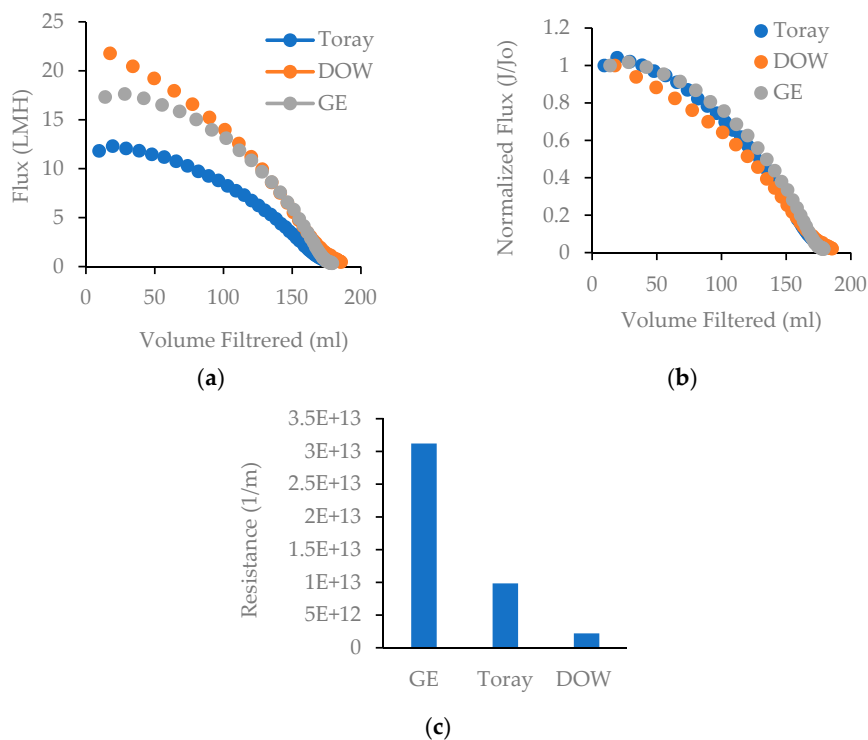 25
20
15
10
5
0
Flux (LMH)
Toray
DOW
GE
0 50 100 150 200
Volume Filtrered (ml)
(a)
1.2
1
0.8
0.6
0.4
0.2
0
Normalized Flux (J/Jo)
Toray
DOW
GE
0 50 100 150 200
Volume Filtered (ml)
(b)
3.5E+13
3E+13
2.5E+13
2E+13
1.5E+13
1E+13
5E+12
0
Resistance (1/m)
GE Toray DOW
(c)